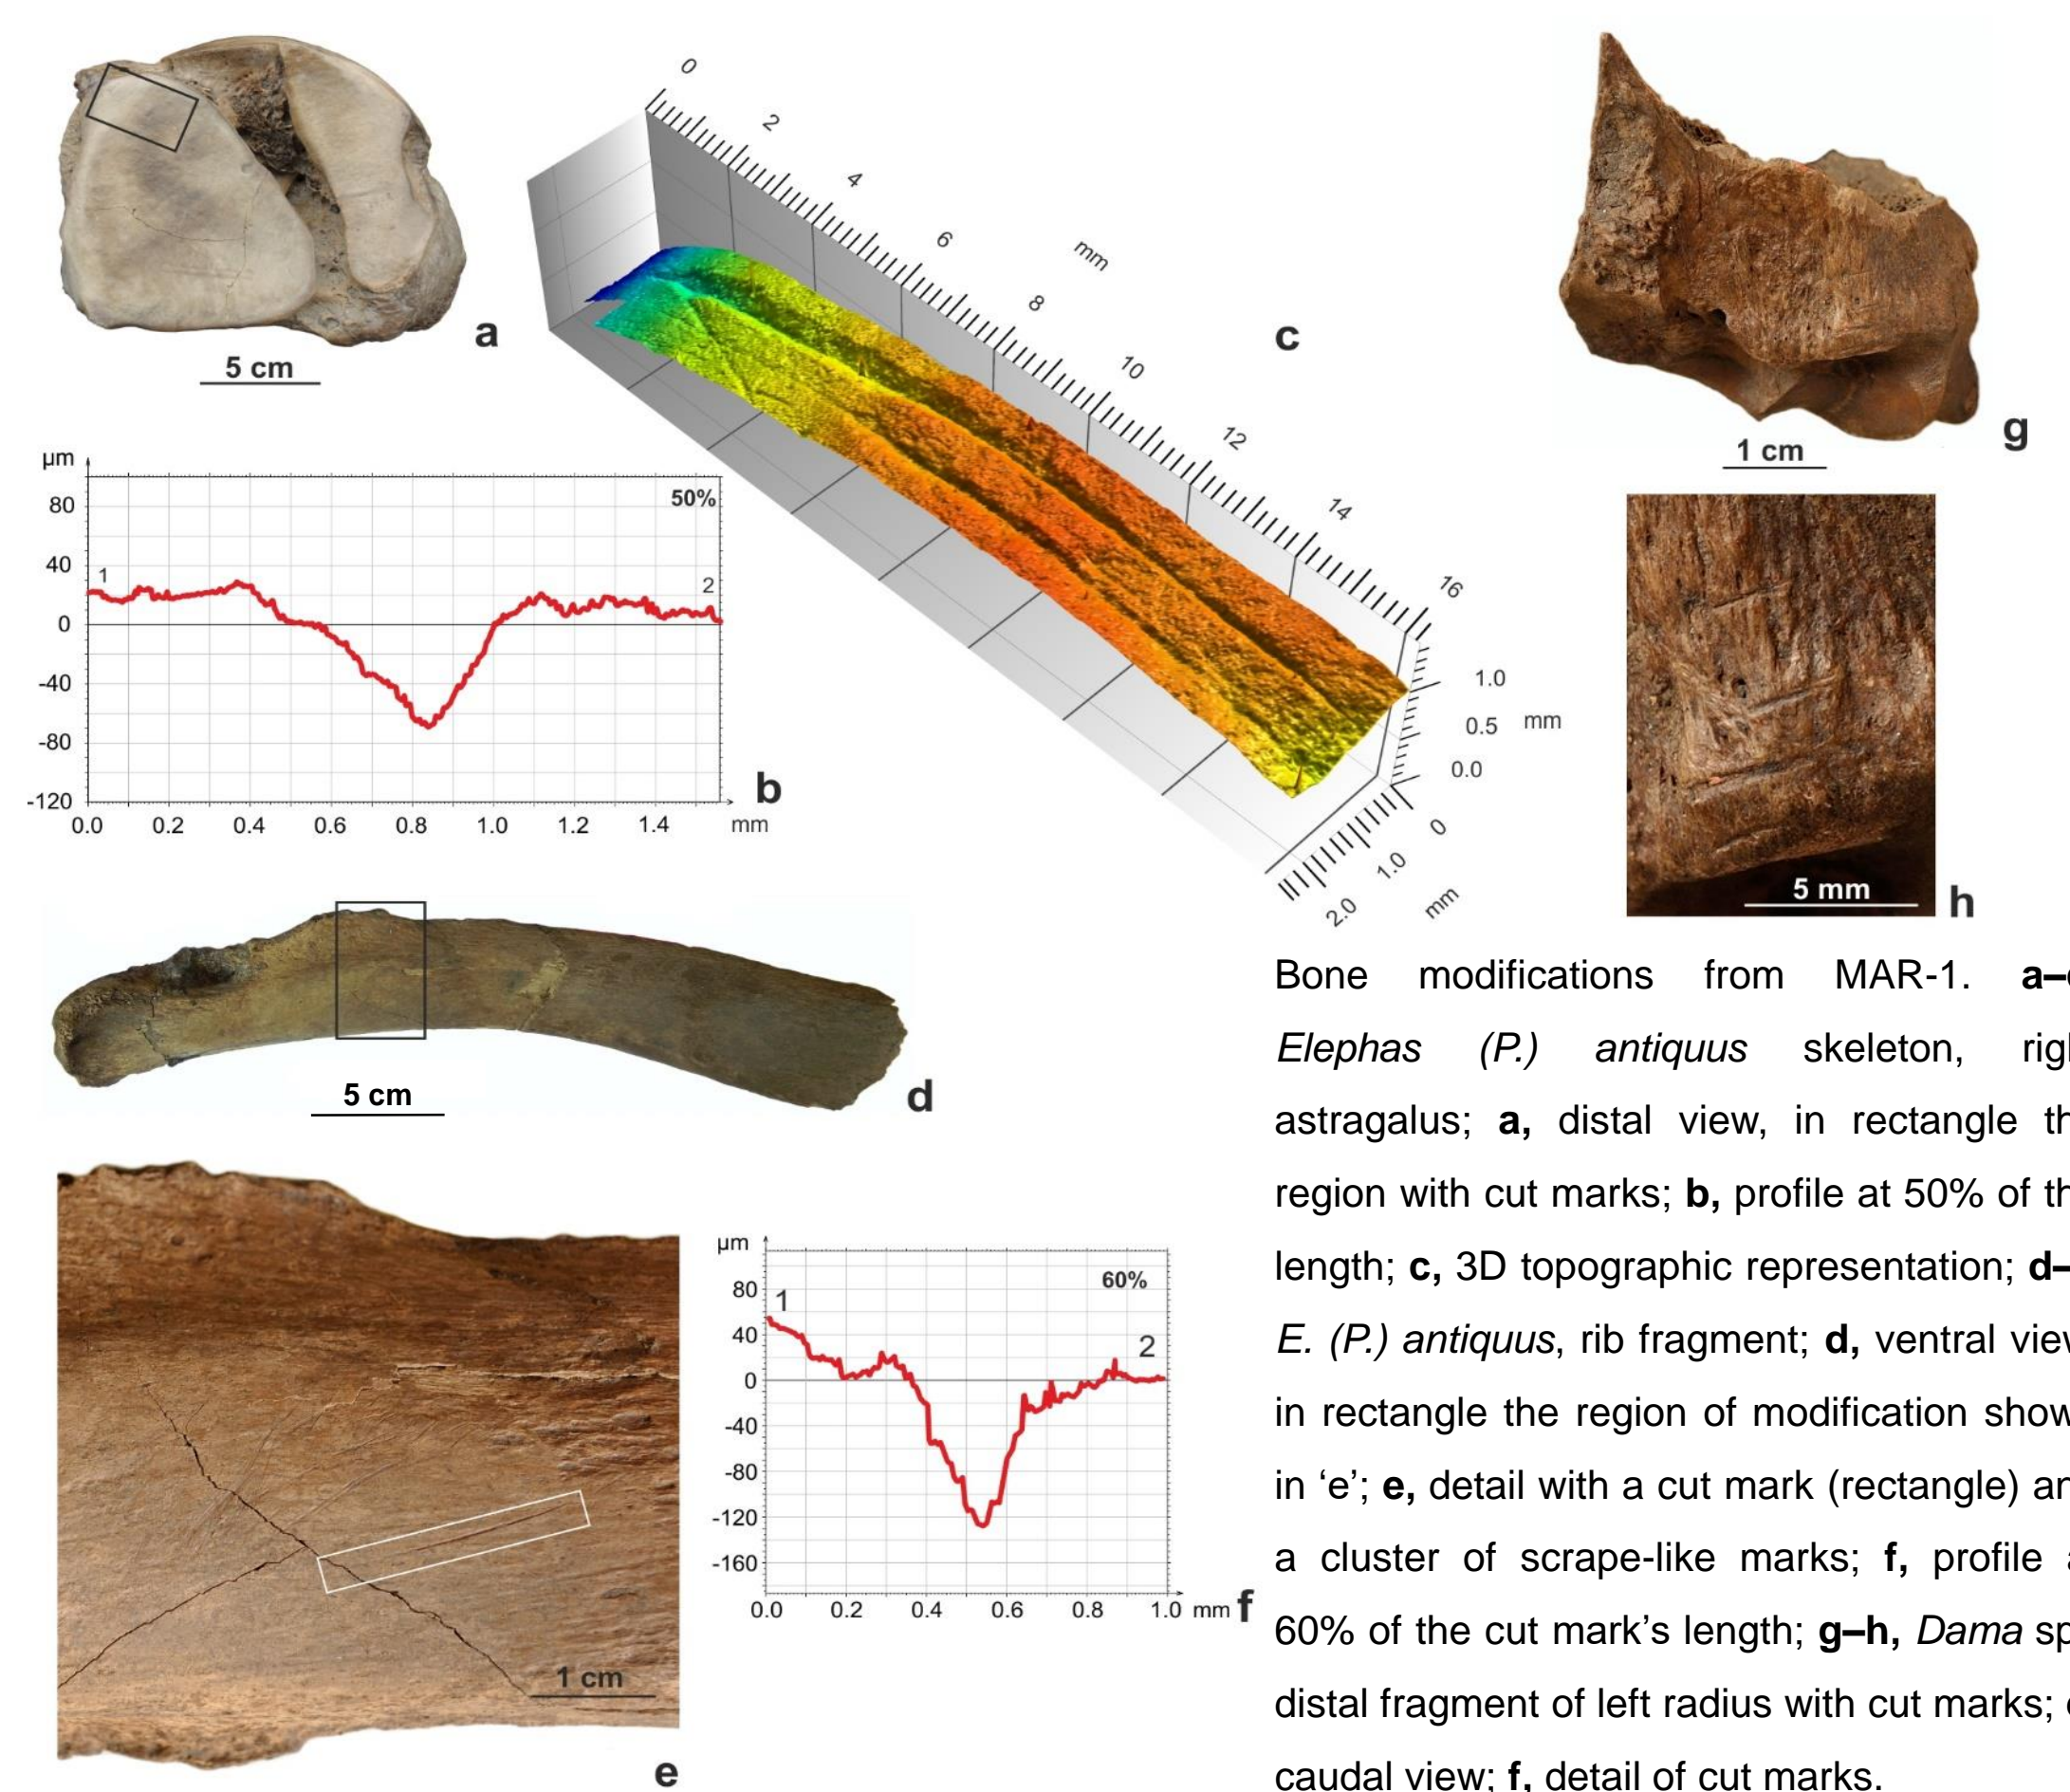 a
5 cm
0
2
4
6
8
10
12
14
16
mm
c
1.0
0.5
0.0
mm
0
1.0
2.0
mm
g
1 cm
µm
80
40
0
-40
-80
-120
50%
1
2
0.0 0.2 0.4 0.6 0.8 1.0 1.2 1.4 mm
b
5 mm
h
d
5 cm
1 cm
e
µm
80
40
0
-40
-80
-120
-160
60%
1
2
0.0 0.2 0.4 0.6 0.8 1.0 mm
f
Bone modifications from MAR-1. a–
Elephas (P.) antiquus skeleton, righ
astragalus; a, distal view, in rectangle th
region with cut marks; b, profile at 50% of th
length; c, 3D topographic representation; d–
E. (P.) antiquus, rib fragment; d, ventral view
in rectangle the region of modification show
in ‘e’; e, detail with a cut mark (rectangle) an
a cluster of scrape-like marks; f, profile a
60% of the cut mark’s length; g–h, Dama sp
distal fragment of left radius with cut marks;
caudal view; f, detail of cut marks.